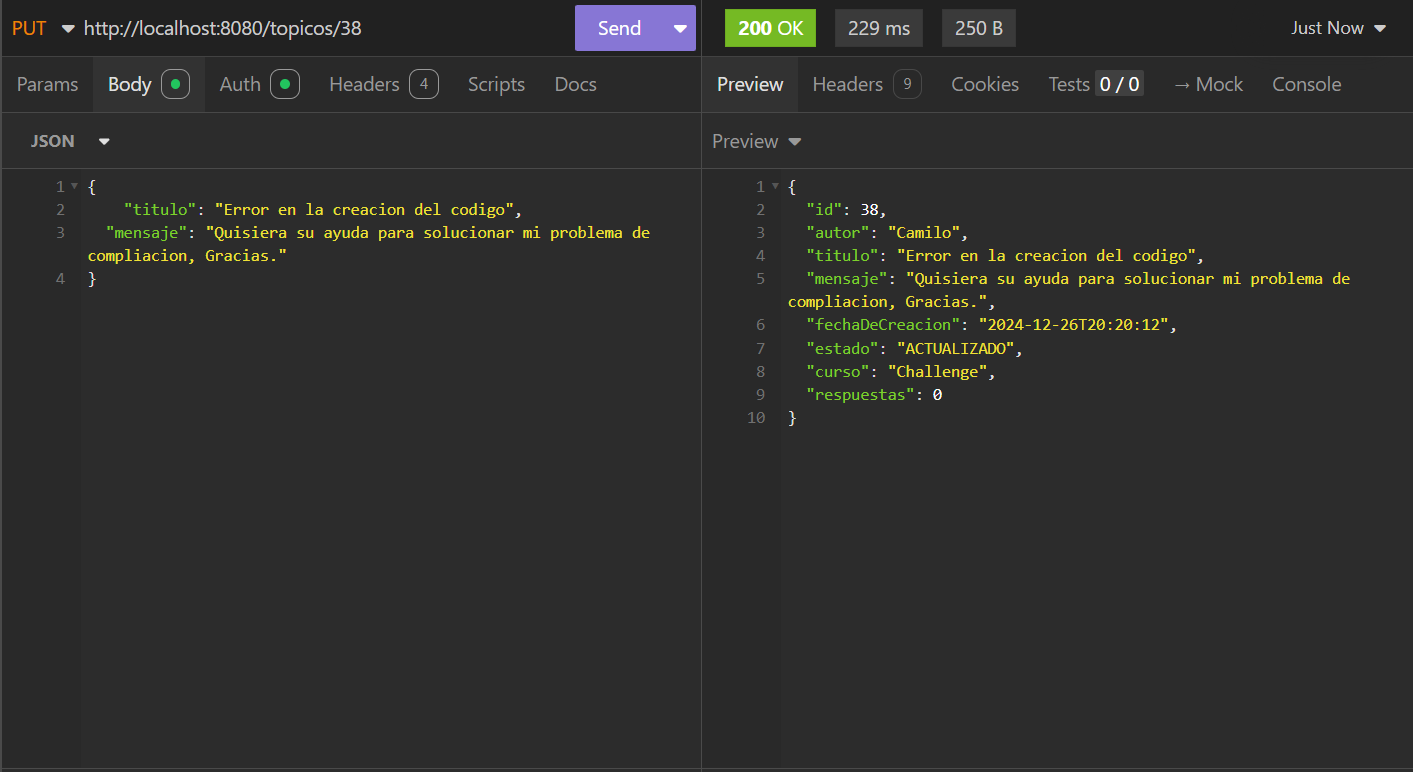 PUT http://localhost:8080/topicos/38 Send
Params Body Auth Headers 4 Scripts Docs
JSON
1 {
2 "titulo": "Error en la creacion del codigo",
3 "mensaje": "Quisiera su ayuda para solucionar mi problema de
compliacion, Gracias."
4 }
200 OK 229 ms 250 B Just Now
Preview Headers 9 Cookies Tests 0 / 0 → Mock Console
Preview
1 {
2 "id": 38,
3 "autor": "Camilo",
4 "titulo": "Error en la creacion del codigo",
5 "mensaje": "Quisiera su ayuda para solucionar mi problema de
compliacion, Gracias.",
6 "fechaDeCreacion": "2024-12-26T20:20:12",
7 "estado": "ACTUALIZADO",
8 "curso": "Challenge",
9 "respuestas": 0
10 }